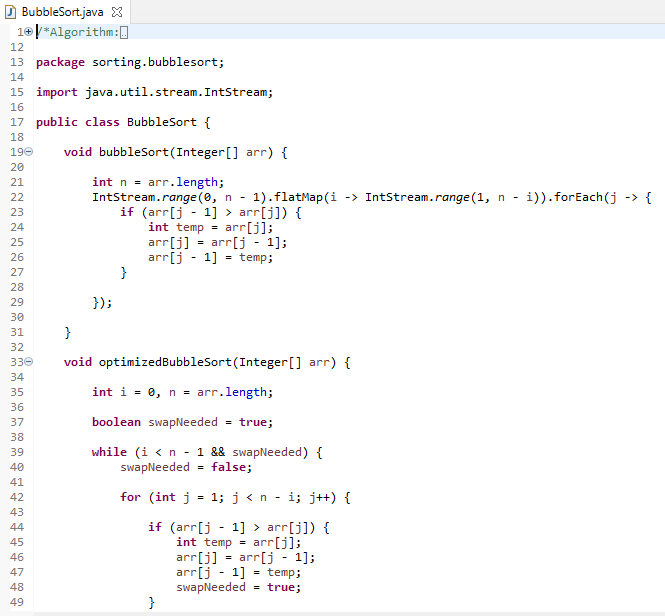 BubbleSort.java
1 /*Algorithm:
12
13 package sorting.bubblesort;
14
15 import java.util.stream.IntStream;
16
17 public class BubbleSort {
18
19 void bubbleSort(Integer[] arr) {
20
21 int n = arr.length;
22 IntStream.range(0, n - 1).flatMap(i -> IntStream.range(1, n - i)).forEach(j -> {
23 if (arr[j - 1] > arr[j]) {
24 int temp = arr[j];
25 arr[j] = arr[j - 1];
26 arr[j - 1] = temp;
27 }
28
29 });
30
31 }
32
33 void optimizedBubbleSort(Integer[] arr) {
34
35 int i = 0, n = arr.length;
36
37 boolean swapNeeded = true;
38
39 while (i < n - 1 && swapNeeded) {
40 swapNeeded = false;
41
42 for (int j = 1; j < n - i; j++) {
43
44 if (arr[j - 1] > arr[j]) {
45 int temp = arr[j];
46 arr[j] = arr[j - 1];
47 arr[j - 1] = temp;
48 swapNeeded = true;
49 }